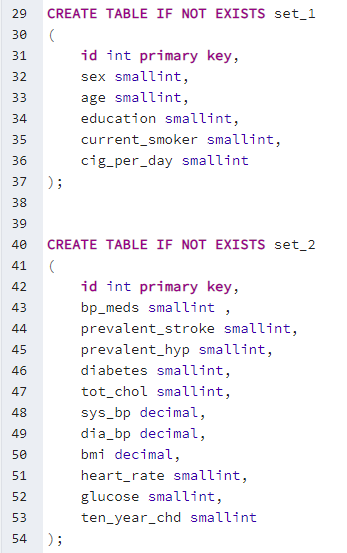 29 CREATE TABLE IF NOT EXISTS set_1
30 (
31     id int primary key,
32     sex smallint,
33     age smallint,
34     education smallint,
35     current_smoker smallint,
36     cig_per_day smallint
37 );
38
39
40 CREATE TABLE IF NOT EXISTS set_2
41 (
42     id int primary key,
43     bp_meds smallint ,
44     prevalent_stroke smallint,
45     prevalent_hyp smallint,
46     diabetes smallint,
47     tot_chol smallint,
48     sys_bp decimal,
49     dia_bp decimal,
50     bmi decimal,
51     heart_rate smallint,
52     glucose smallint,
53     ten_year_chd smallint
54 );